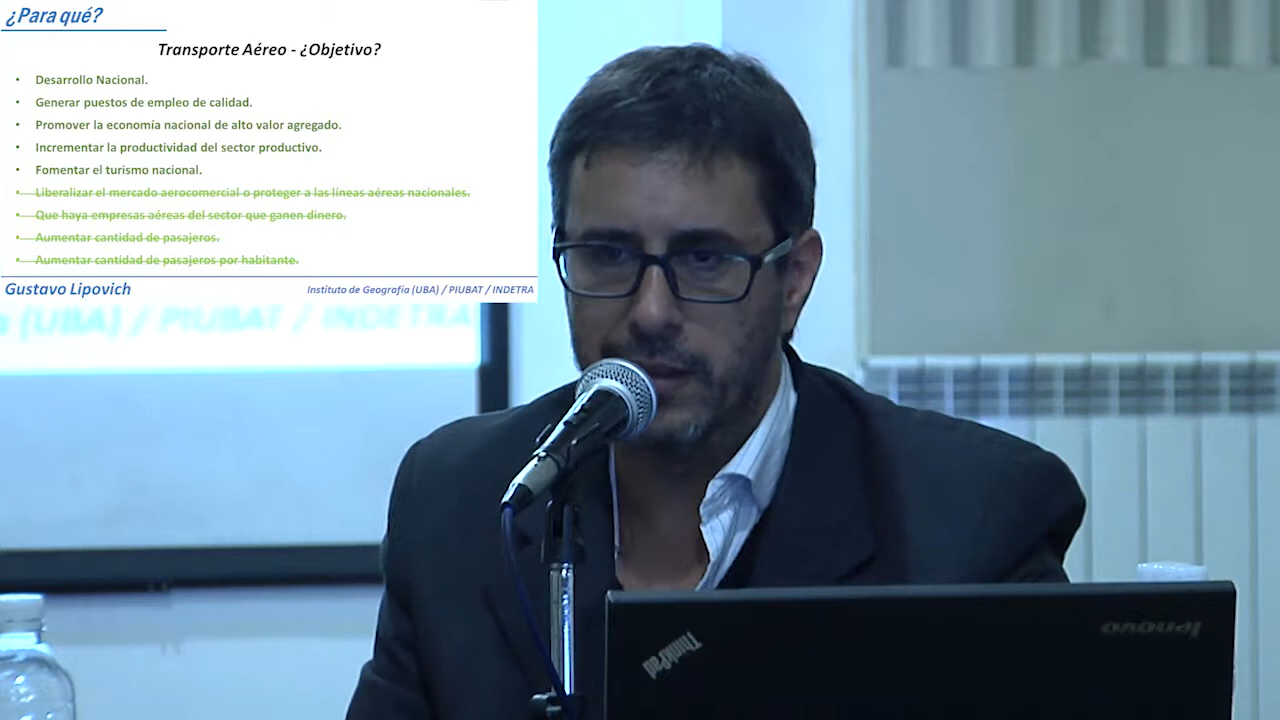 ¿Para qué?
Transporte Aéreo - ¿Objetivo?
• Desarrollo Nacional.
• Generar puestos de empleo de calidad.
• Promover la economía nacional de alto valor agregado.
• Incrementar la productividad del sector productivo.
• Fomentar el turismo nacional.
• Liberalizar el mercado aerocomercial o proteger a las líneas aéreas nacionales.
• Que haya empresas aéreas del sector que ganen dinero.
• Aumentar cantidad de pasajeros.
• Aumentar cantidad de pasajeros por habitante.
Gustavo Lipovich
Instituto de Geografía (UBA) / PIUBAT / INDETRA
(UBA) / PIUBAT / INDETRA
ThinkPad
lenovo